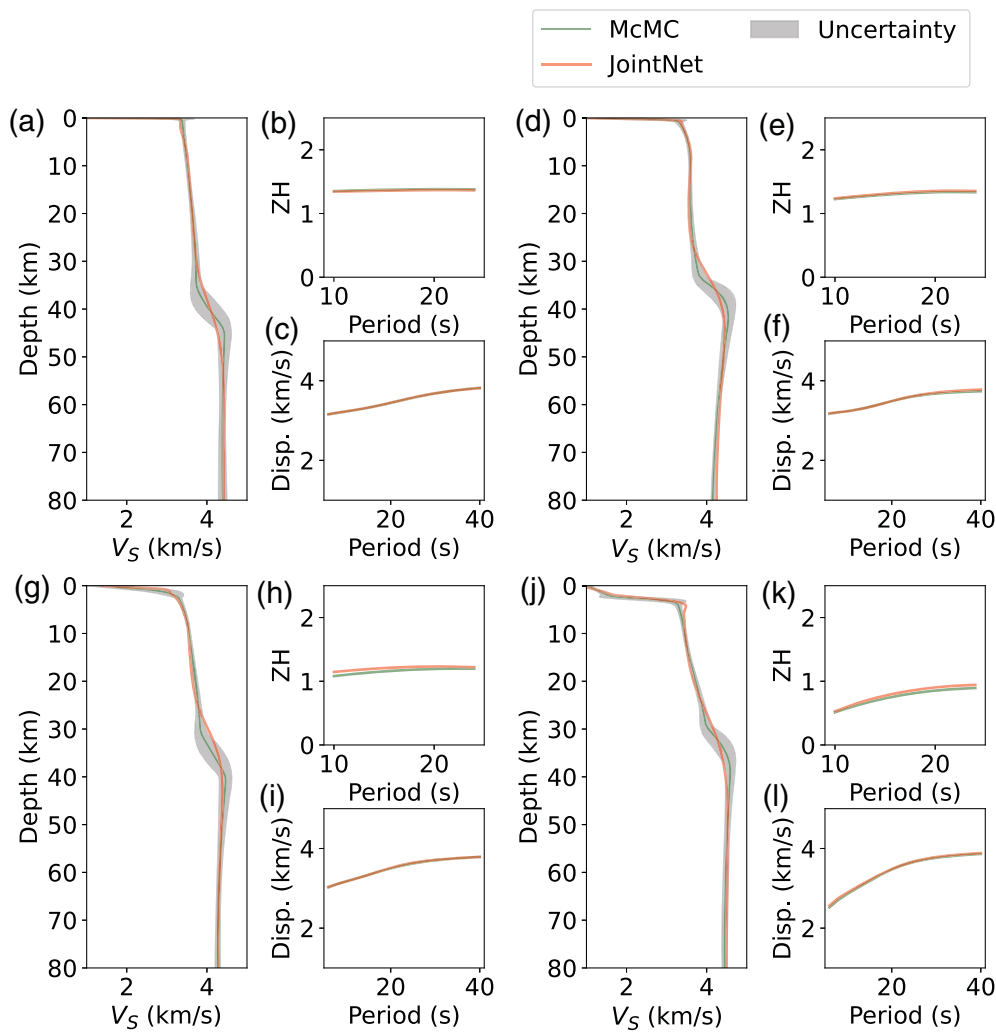 McMC
JointNet
Uncertainty
(a)
0
10
20
30
40
50
60
70
80
Depth (km)
2 4
V_S (km/s)
(b)
2
1
0
ZH
10 20
Period (s)
(c)
4
2
Disp. (km/s)
0 20 40
Period (s)
(d)
0
10
20
30
40
50
60
70
80
Depth (km)
2 4
V_S (km/s)
(e)
2
1
0
ZH
10 20
Period (s)
(f)
4
2
Disp. (km/s)
20 40
Period (s)
(g)
0
10
20
30
40
50
60
70
80
Depth (km)
2 4
V_S (km/s)
(h)
2
1
0
ZH
10 20
Period (s)
(i)
4
2
Disp. (km/s)
20 40
Period (s)
(j)
0
10
20
30
40
50
60
70
80
Depth (km)
2 4
V_S (km/s)
(k)
2
1
0
ZH
10 20
Period (s)
(l)
4
2
Disp. (km/s)
20 40
Period (s)